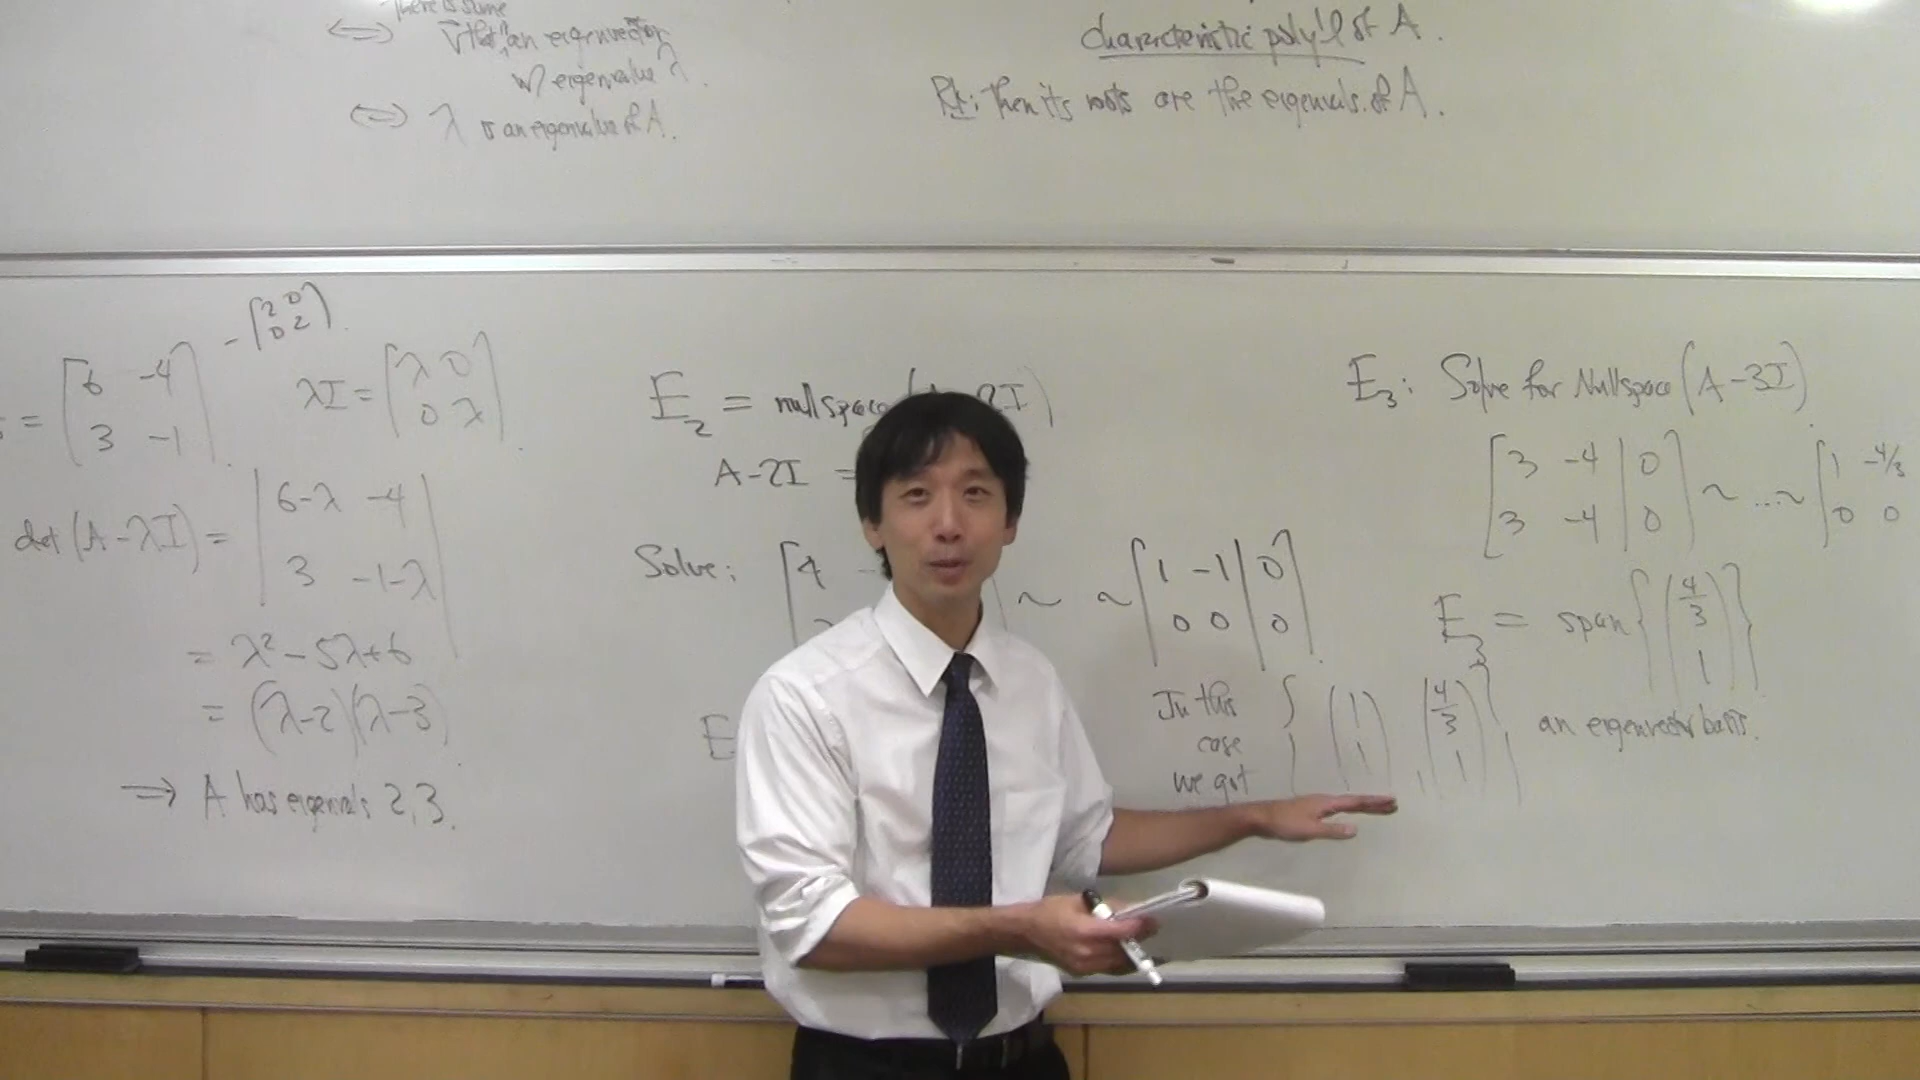 There is some
⟺ v⃗ that's an eigenvector
w/ eigenvalue λ.
⟺ λ is an eigenvalue of A.
characteristic poly'l of A.
Rk: Then its roots are the eigenvals. of A.
- [2 0
0 2].
= [6 -4
3 -1]
λI = [λ 0
0 λ].
det(A-λI) = |6-λ -4
3 -1-λ|
= λ² - 5λ + 6
= (λ-2)(λ-3).
⟹ A has eigenvals 2, 3.
E₂ = nullspace( 2I)
A-2I =
Solve: [4
~ ~ [1 -1 | 0
0 0 | 0].
E
In this
case
we got
{ (1
1), (4/3
1) } an eigenvector basis.
E₃: Solve for Nullspace (A-3I).
[3 -4 | 0
3 -4 | 0] ~ ... ~ [1 -4/3
0 0
E₃ = span { (4/3
1) }